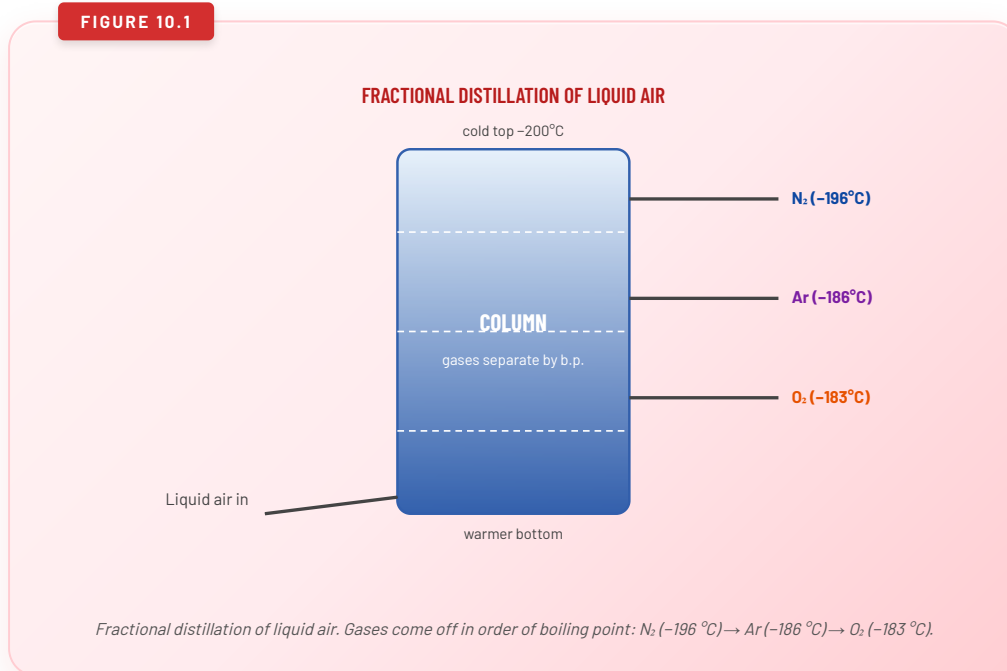 FIGURE 10.1
FRACTIONAL DISTILLATION OF LIQUID AIR
cold top −200°C
N₂ (−196°C)
Ar (−186°C)
COLUMN
gases separate by b.p.
O₂ (−183°C)
Liquid air in
warmer bottom
Fractional distillation of liquid air. Gases come off in order of boiling point: N₂ (−196 °C) → Ar (−186 °C) → O₂ (−183 °C).